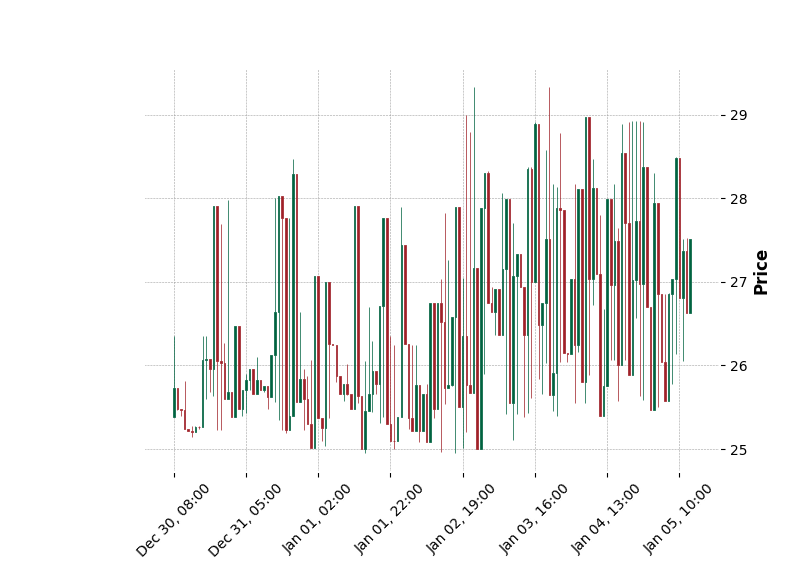 29
28
27
26
25
Price
Dec 30, 08:00
Dec 31, 05:00
Jan 01, 02:00
Jan 01, 22:00
Jan 02, 19:00
Jan 03, 16:00
Jan 04, 13:00
Jan 05, 10:00